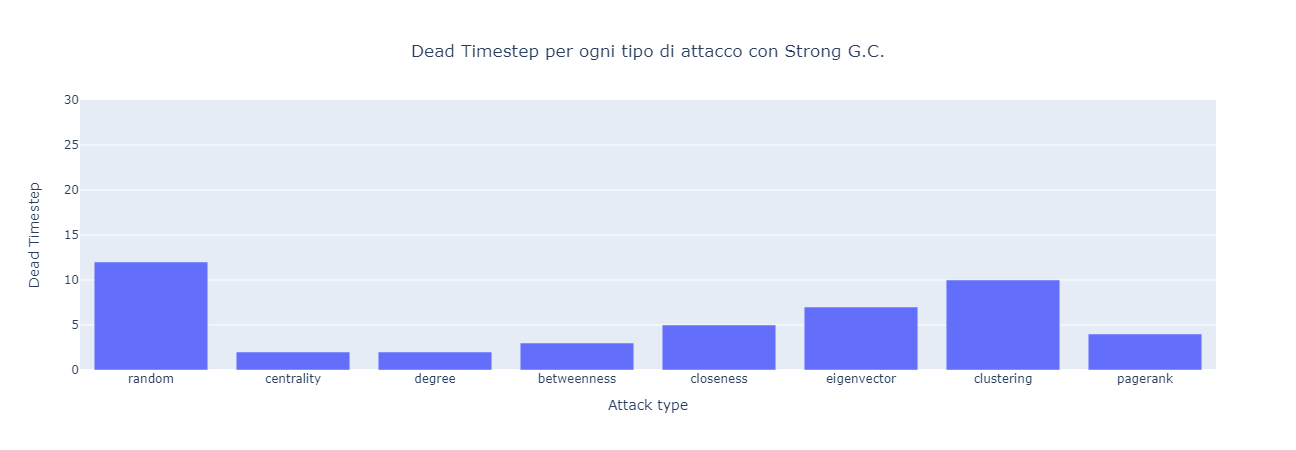 Dead Timestep per ogni tipo di attacco con Strong G.C.
30
25
20
15
10
5
0
Dead Timestep
random centrality degree betweenness closeness eigenvector clustering pagerank
Attack type